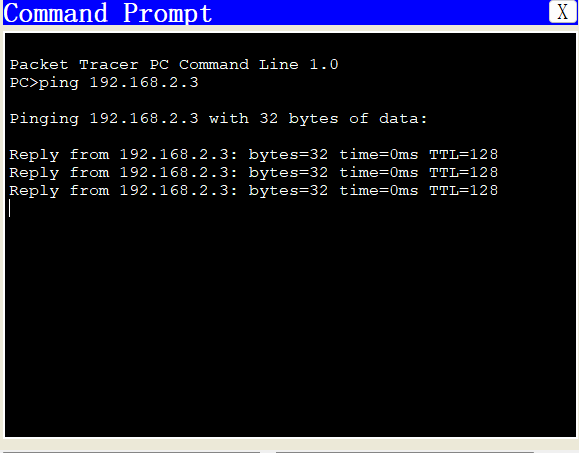 Command Prompt
X
Packet Tracer PC Command Line 1.0
PC>ping 192.168.2.3
Pinging 192.168.2.3 with 32 bytes of data:
Reply from 192.168.2.3: bytes=32 time=0ms TTL=128
Reply from 192.168.2.3: bytes=32 time=0ms TTL=128
Reply from 192.168.2.3: bytes=32 time=0ms TTL=128